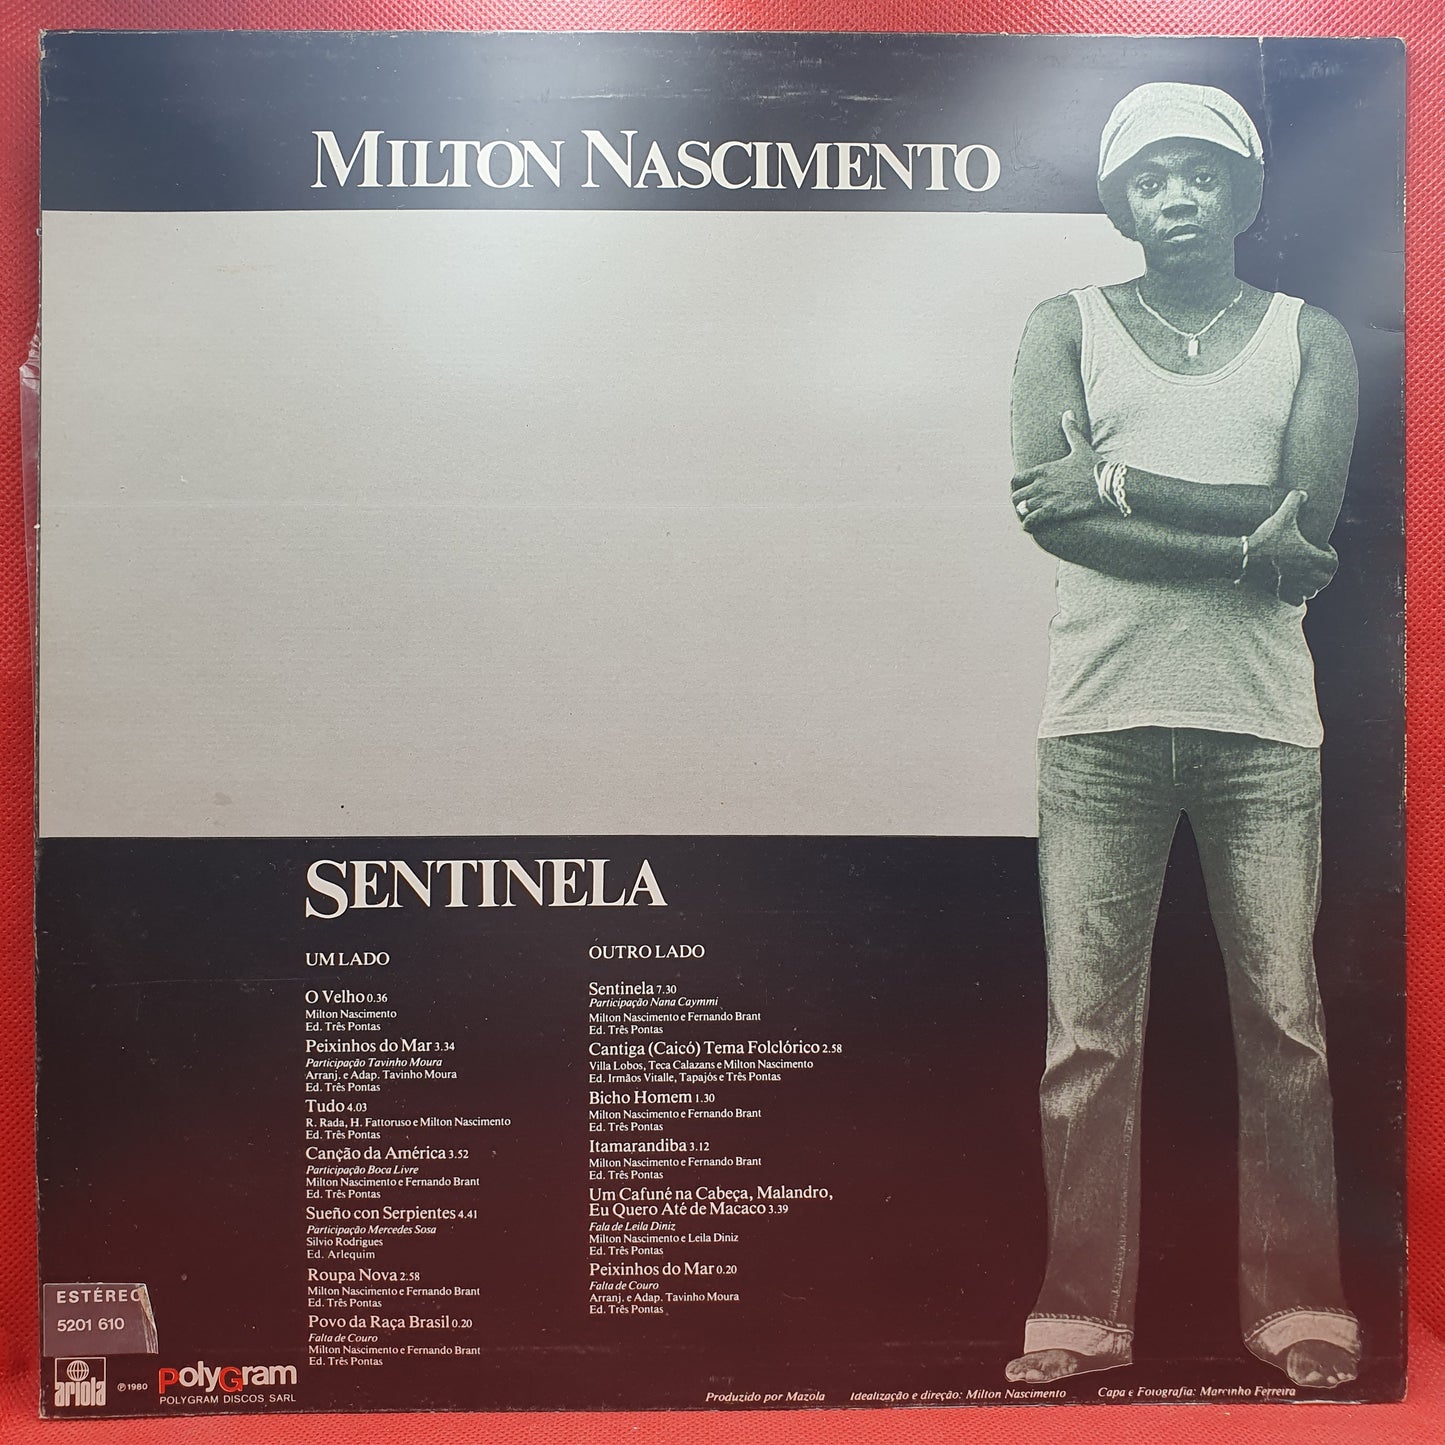 MILTON NASCIMENTO
SENTINELA
UM LADO
O Velho 0.36
Milton Nascimento
Ed. Três Pontas
Peixinhos do Mar 3.34
Participação Tavinho Moura
Arranj. e Adap. Tavinho Moura
Ed. Três Pontas
Tudo 4.03
R. Rada, H. Fattoruso e Milton Nascimento
Ed. Três Pontas
Canção da América 3.52
Participação Boca Livre
Milton Nascimento e Fernando Brant
Ed. Três Pontas
Sueño con Serpientes 4.41
Participação Mercedes Sosa
Silvio Rodrigues
Ed. Arlequim
Roupa Nova 2.58
Milton Nascimento e Fernando Brant
Ed. Três Pontas
Povo da Raça Brasil 0.20
Falta de Couro
Milton Nascimento e Fernando Brant
Ed. Três Pontas
OUTRO LADO
Sentinela 7.30
Participação Nana Caymmi
Milton Nascimento e Fernando Brant
Ed. Três Pontas
Cantiga (Caicó) Tema Folclórico 2.58
Villa Lobos, Teca Calazans e Milton Nascimento
Ed. Irmãos Vitalle, Tapajós e Três Pontas
Bicho Homem 1.30
Milton Nascimento e Fernando Brant
Ed. Três Pontas
Itamarandiba 3.12
Milton Nascimento e Fernando Brant
Ed. Três Pontas
Um Cafuné na Cabeça, Malandro,
Eu Quero Até de Macaco 3.39
Fala de Leila Diniz
Milton Nascimento e Leila Diniz
Ed. Três Pontas
Peixinhos do Mar 0.20
Falta de Couro
Arranj. e Adap. Tavinho Moura
Ed. Três Pontas
ESTÉREO
5201 610
ariola
℗ 1980
PolyGram
POLYGRAM DISCOS SARL
Produzido por Mazola
Idealização e direção: Milton Nascimento
Capa e Fotografia: Marcinho Ferreira